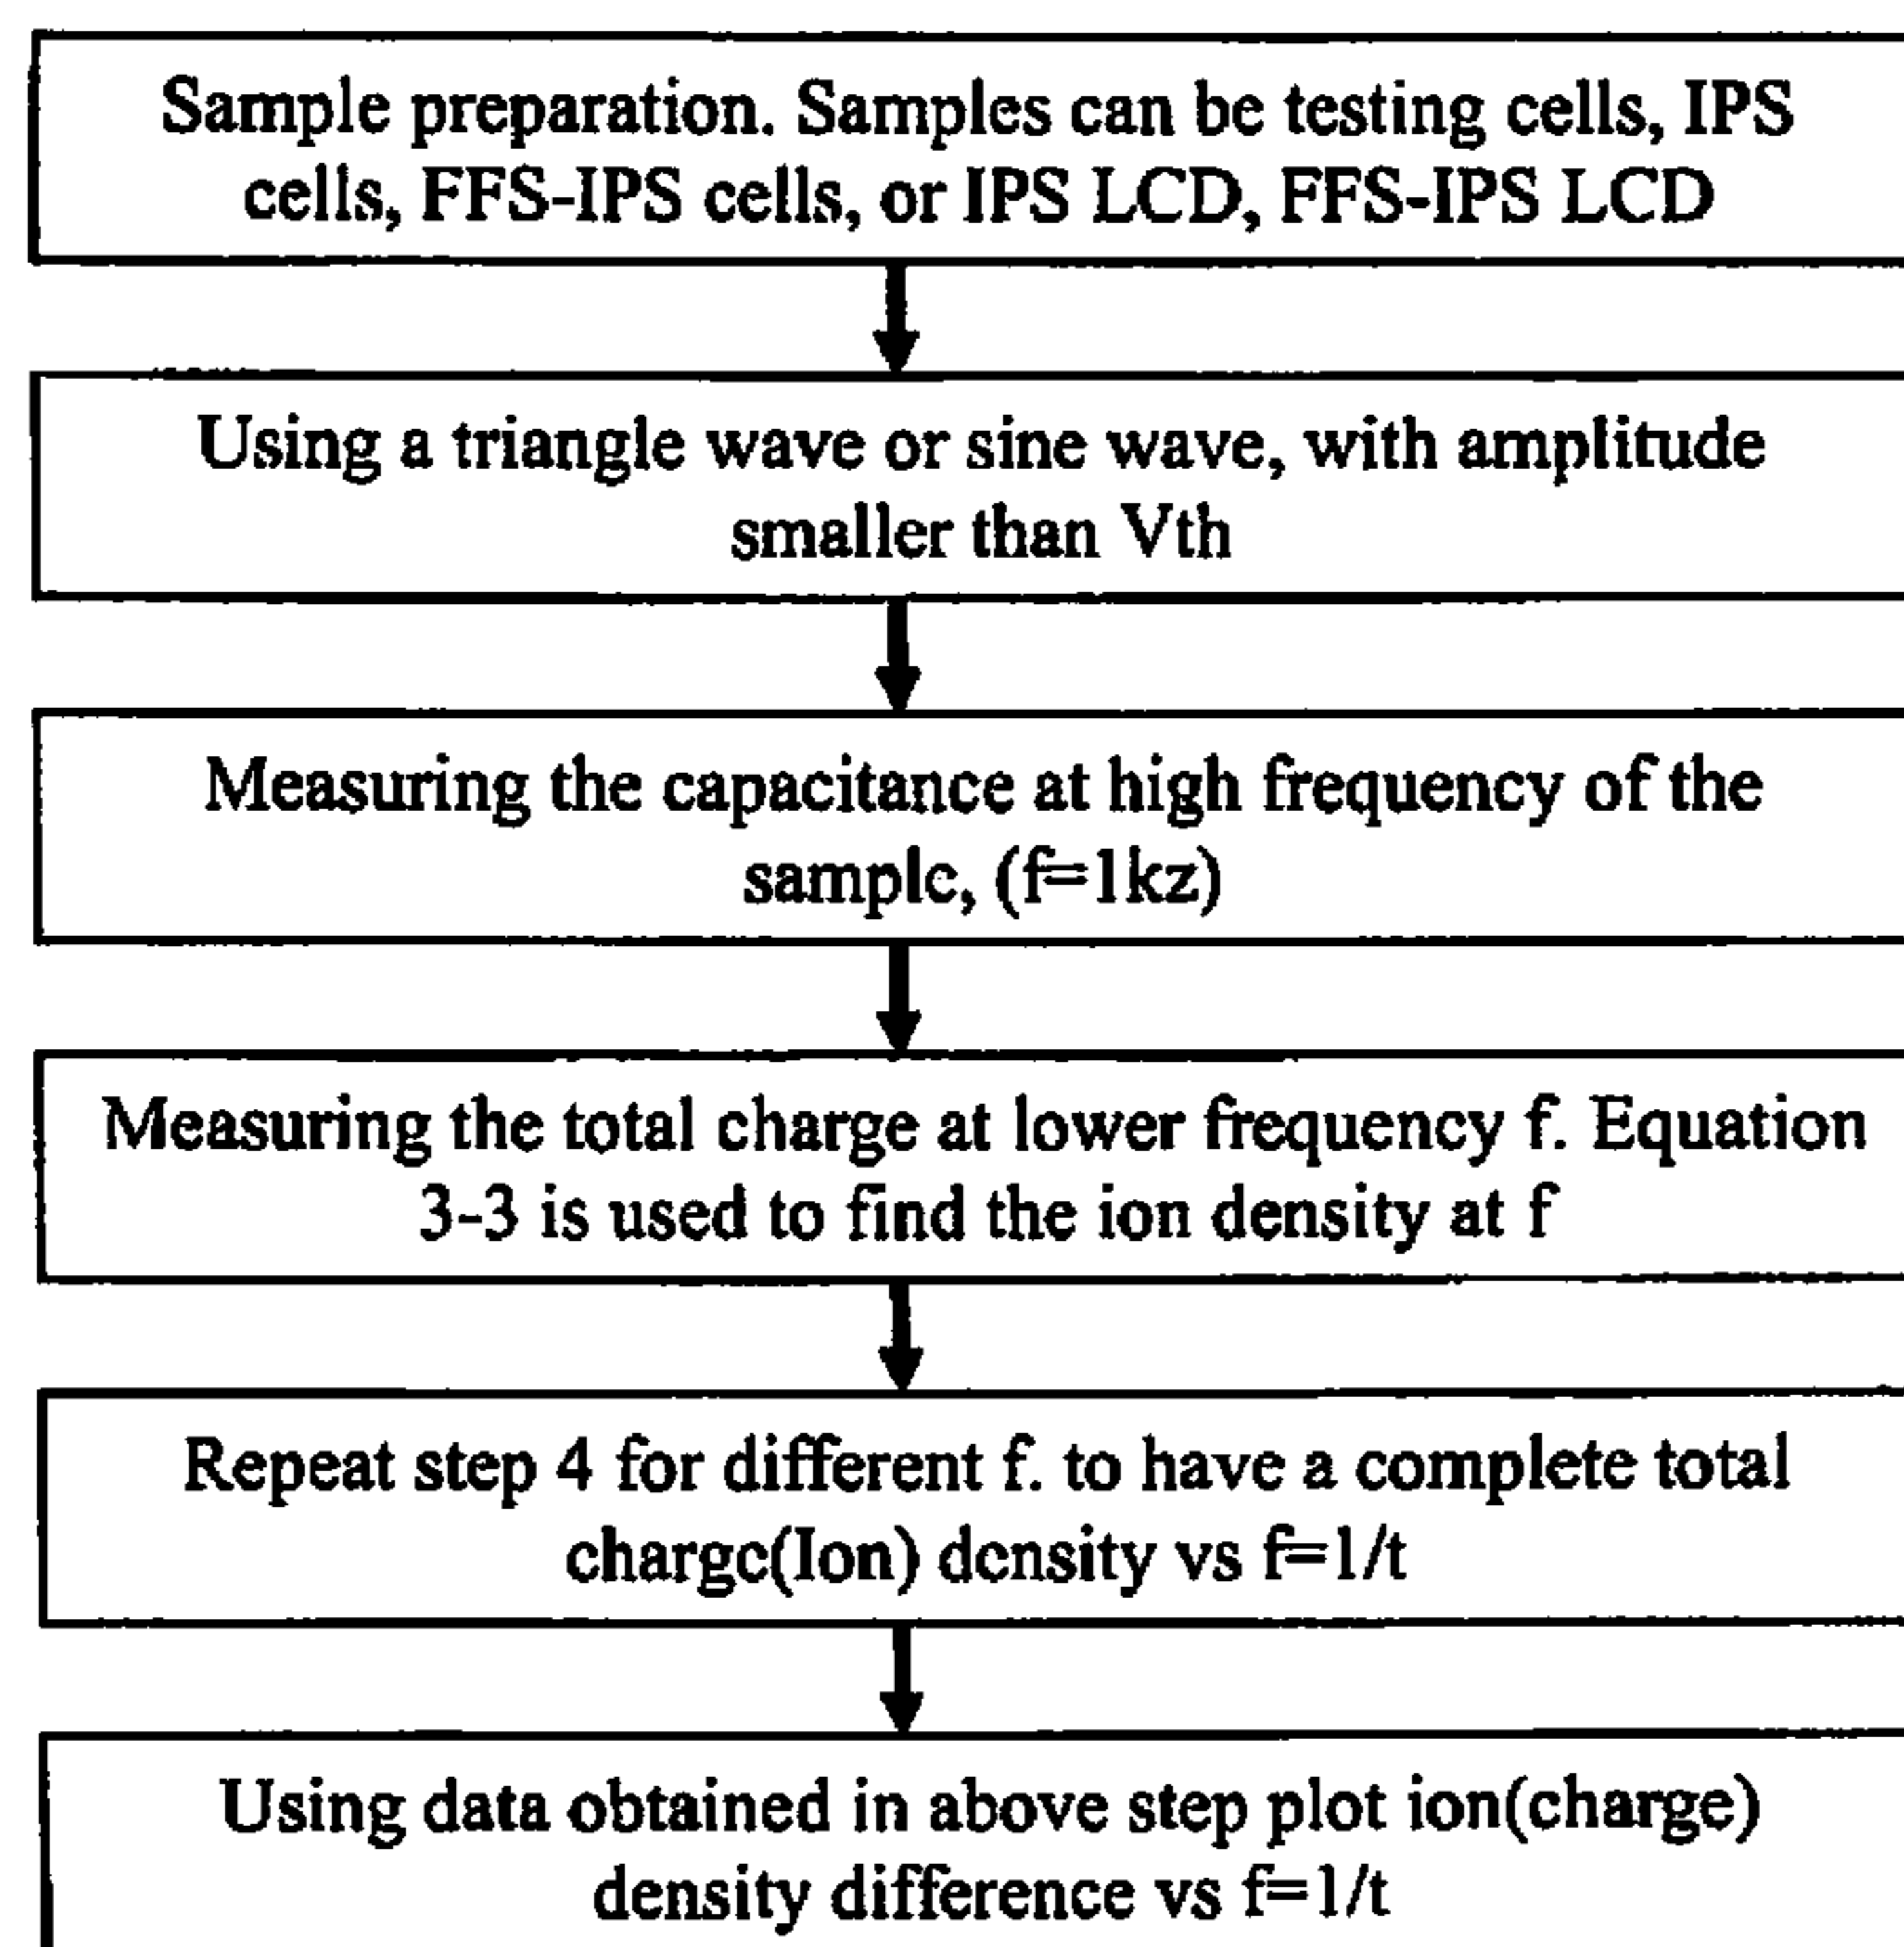 Sample preparation. Samples can be testing cells, IPS
cells, FFS-IPS cells, or IPS LCD, FFS-IPS LCD
Using a triangle wave or sine wave, with amplitude
smaller than Vth
Measuring the capacitance at high frequency of the
sample, (f=1kz)
Measuring the total charge at lower frequency f. Equation
3-3 is used to find the ion density at f
Repeat step 4 for different f. to have a complete total
charge(Ion) density vs f=1/t
Using data obtained in above step plot ion(charge)
density difference vs f=1/t